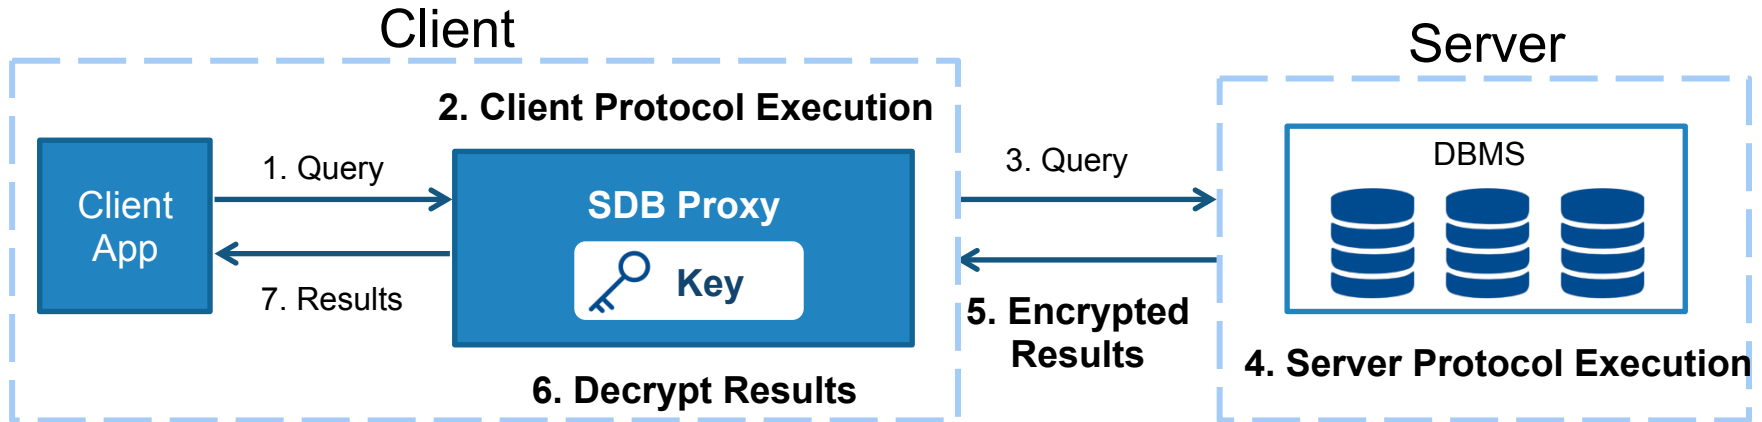 Client
Server
2. Client Protocol Execution
Client
App
1. Query
7. Results
SDB Proxy
Key
6. Decrypt Results
3. Query
5. Encrypted
Results
DBMS
4. Server Protocol Execution